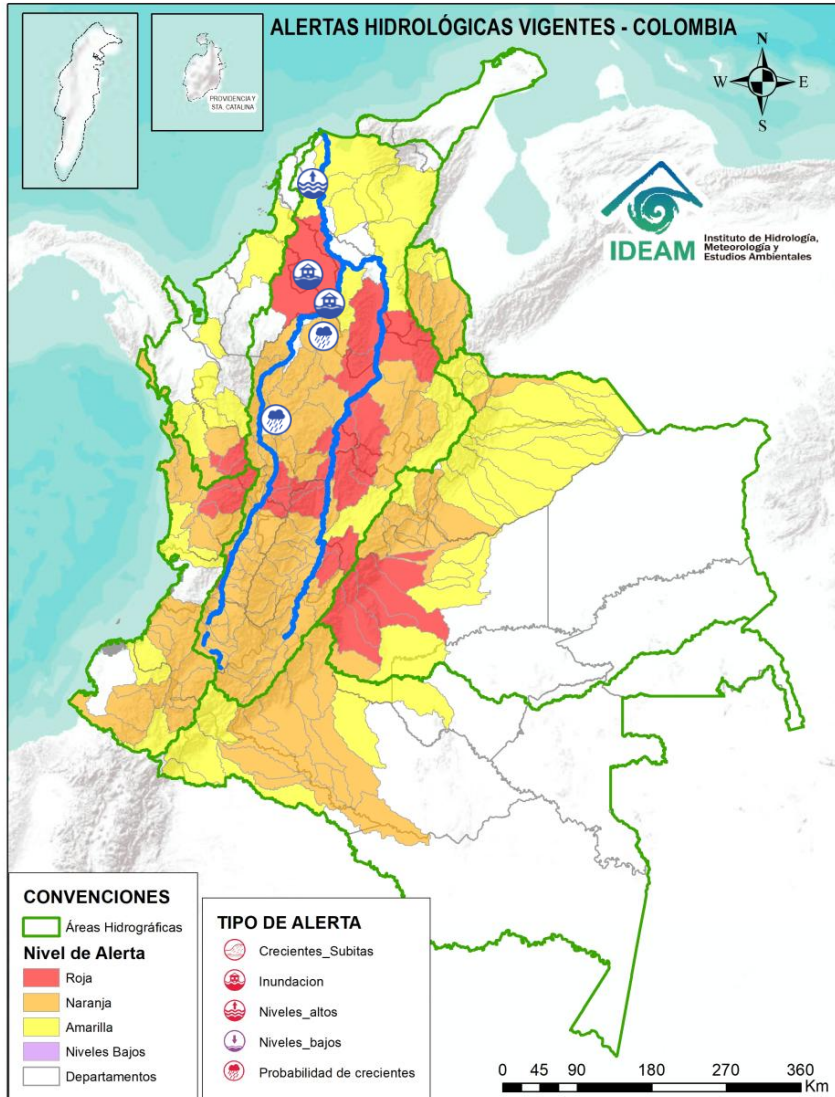 ALERTAS HIDROLÓGICAS VIGENTES - COLOMBIA
PROVIDENCIA Y
STA. CATALINA
N
W
E
S
IDEAM
Instituto de Hidrología,
Meteorología y
Estudios Ambientales
CONVENCIONES
Áreas Hidrográficas
Nivel de Alerta
Roja
Naranja
Amarilla
Niveles Bajos
Departamentos
TIPO DE ALERTA
Crecientes_Subitas
Inundacion
Niveles_altos
Niveles_bajos
Probabilidad de crecientes
0 45 90 180 270 360
Km